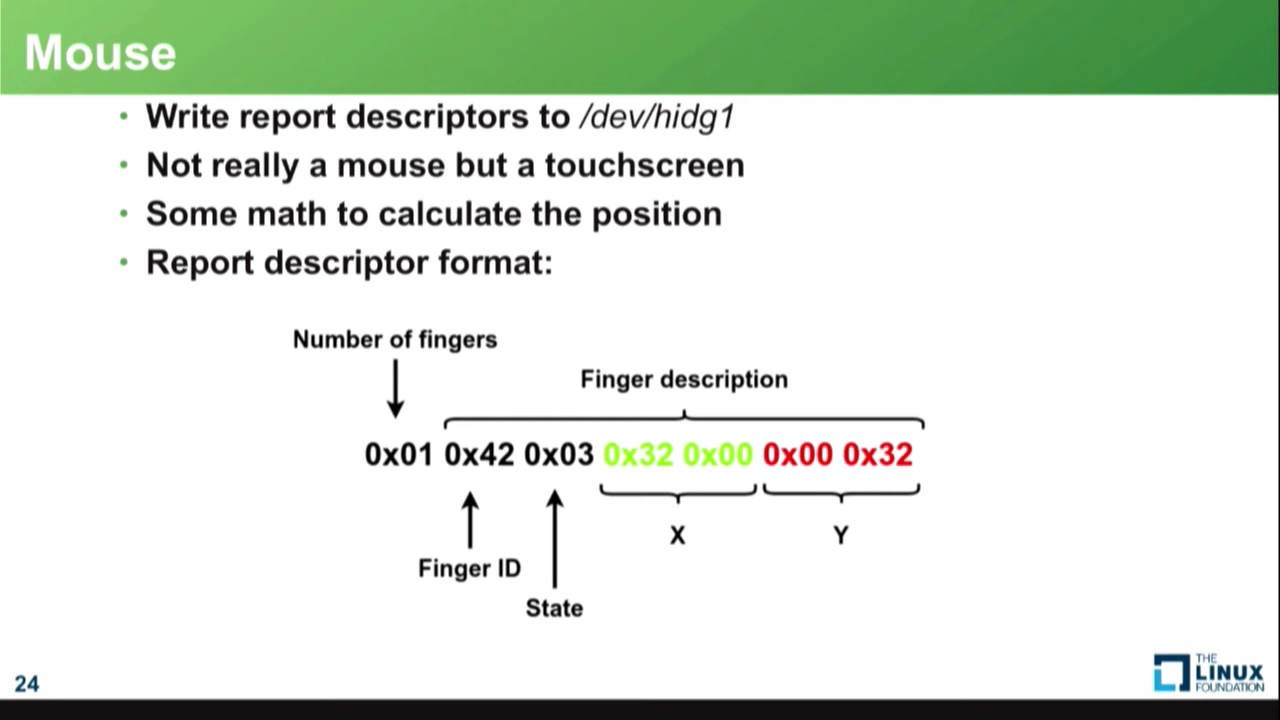 Mouse
• Write report descriptors to /dev/hidg1
• Not really a mouse but a touchscreen
• Some math to calculate the position
• Report descriptor format:
Number of fingers
Finger description
0x01 0x42 0x03 0x32 0x00 0x00 0x32
X
Y
Finger ID
State
24
THE
LINUX
FOUNDATION